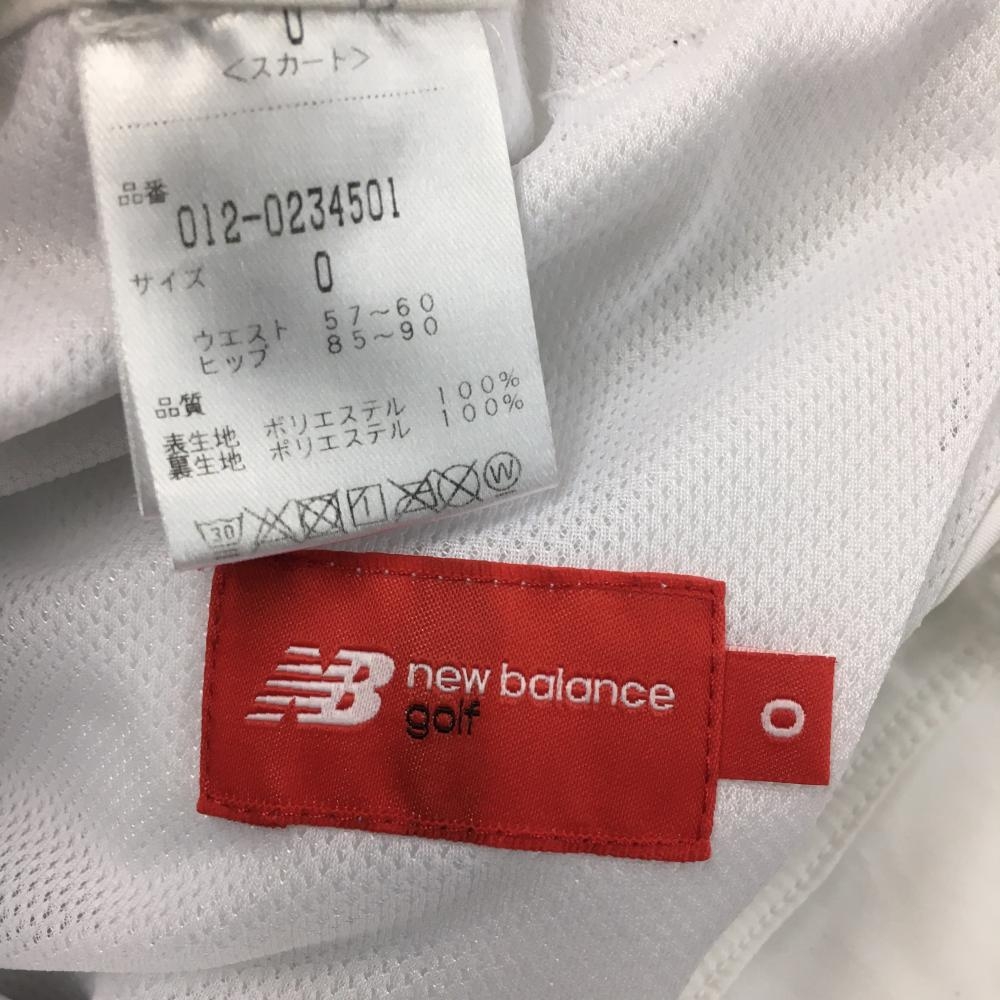 0
<スカート>
品番
012-0234501
サイズ 0
ウエスト 57～60
ヒップ 85～90
品質
表生地 ポリエステル 100%
裏生地 ポリエステル 100%
30 W
NB new balance
golf
0